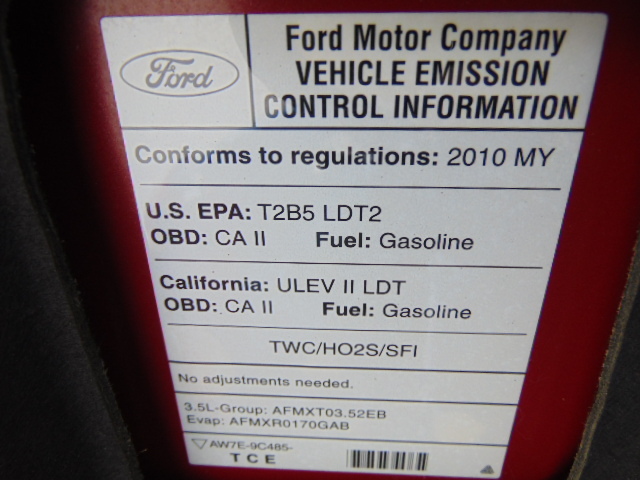 Ford
Ford Motor Company
VEHICLE EMISSION
CONTROL INFORMATION
Conforms to regulations: 2010 MY
U.S. EPA: T2B5 LDT2
OBD: CA II Fuel: Gasoline
California: ULEV II LDT
OBD: CA II Fuel: Gasoline
TWC/HO2S/SFI
No adjustments needed.
3.5L-Group: AFMXT03.52EB
Evap: AFMXR0170GAB
AW7E-9C485-
TCE